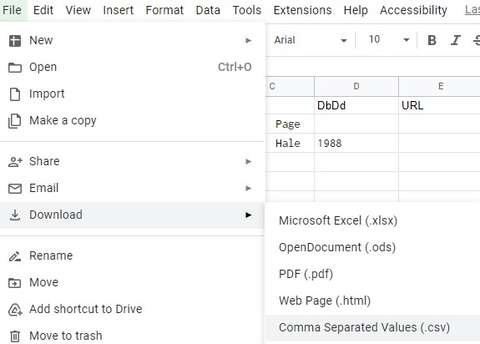 File Edit View Insert Format Data Tools Extensions Help Accessibility Las
New
Open Ctrl+O
Import
Make a copy
Share
Email
Download
Rename
Move
Add shortcut to Drive
Move to trash
Arial 10 B I S
C D E
DbDd URL
Page
Hale 1988
Microsoft Excel (.xlsx)
OpenDocument (.ods)
PDF (.pdf)
Web Page (.html)
Comma Separated Values (.csv)